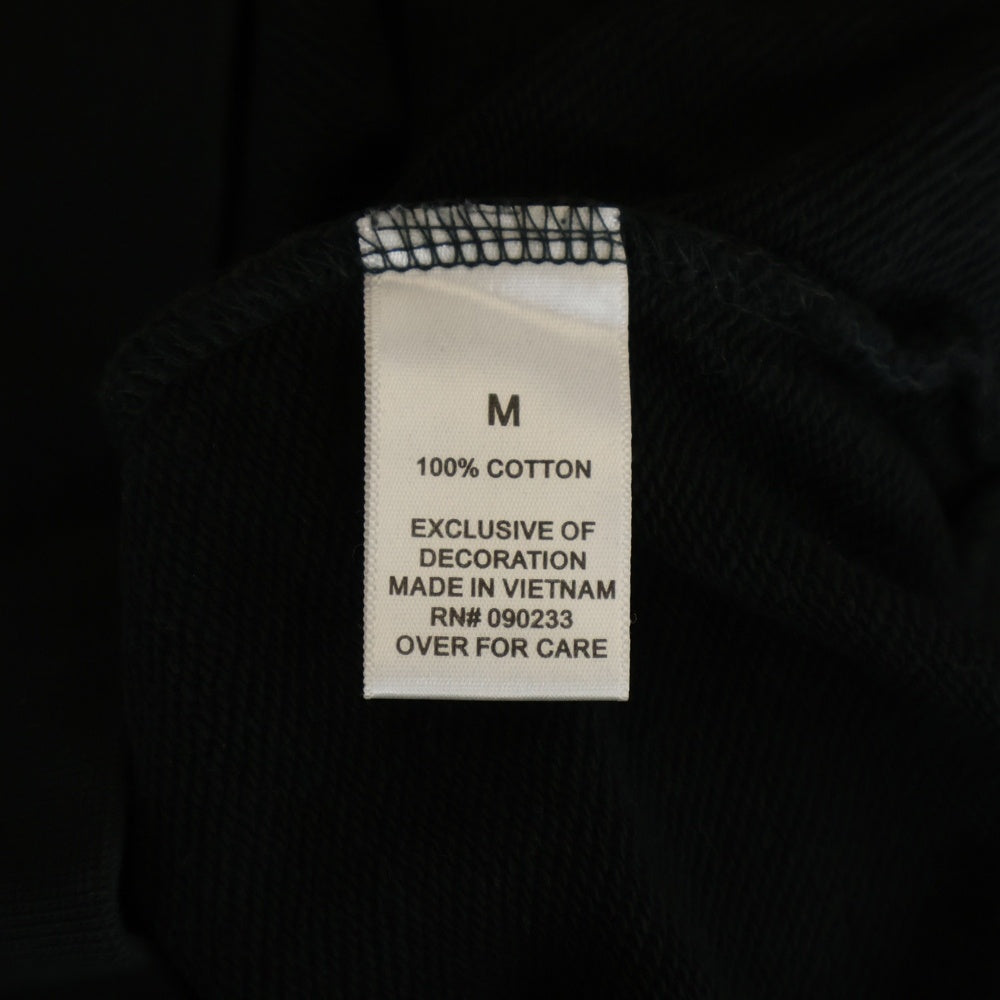 M
100% COTTON
EXCLUSIVE OF
DECORATION
MADE IN VIETNAM
RN# 090233
OVER FOR CARE